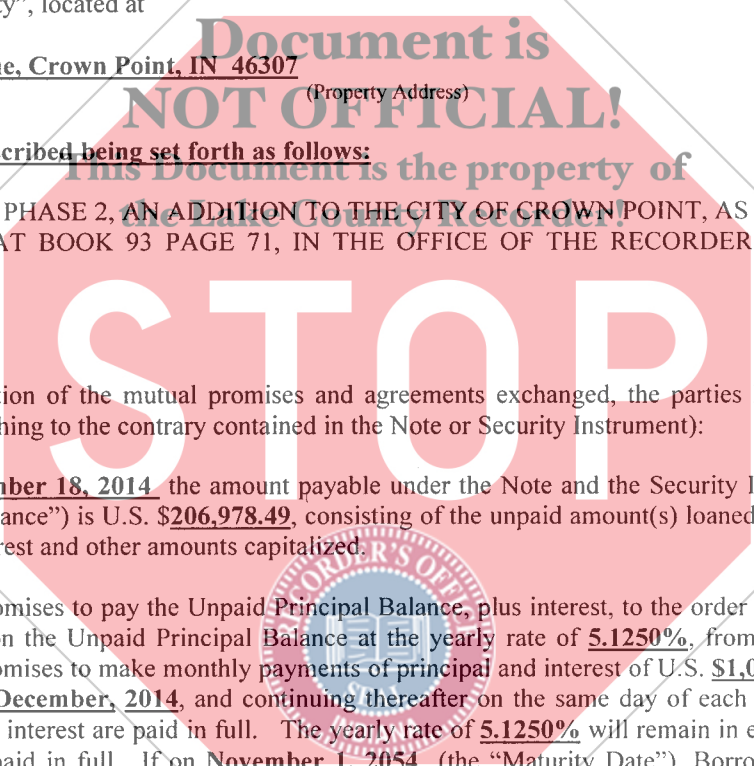 ty”, located at
Document is
e, Crown Point, IN 46307
(Property Address)
NOT OFFICIAL!
cribed being set forth as follows:
This Document is the property of
PHASE 2, AN ADDITION TO THE CITY OF CROWN POINT, AS
the Lake County Recorder!
AT BOOK 93 PAGE 71, IN THE OFFICE OF THE RECORDER
STOP
tion of the mutual promises and agreements exchanged, the parties
hing to the contrary contained in the Note or Security Instrument):
mber 18, 2014 the amount payable under the Note and the Security I
ance”) is U.S. $206,978.49, consisting of the unpaid amount(s) loaned
rest and other amounts capitalized.
RECORDER'S OFFICE
omises to pay the Unpaid Principal Balance, plus interest, to the order
on the Unpaid Principal Balance at the yearly rate of 5.1250%, from
omises to make monthly payments of principal and interest of U.S. $1,0
December, 2014, and continuing thereafter on the same day of each
SEAL
interest are paid in full. The yearly rate of 5.1250% will remain in e
INDIANA
paid in full. If on November 1, 2054 (the “Maturity Date”), Borro